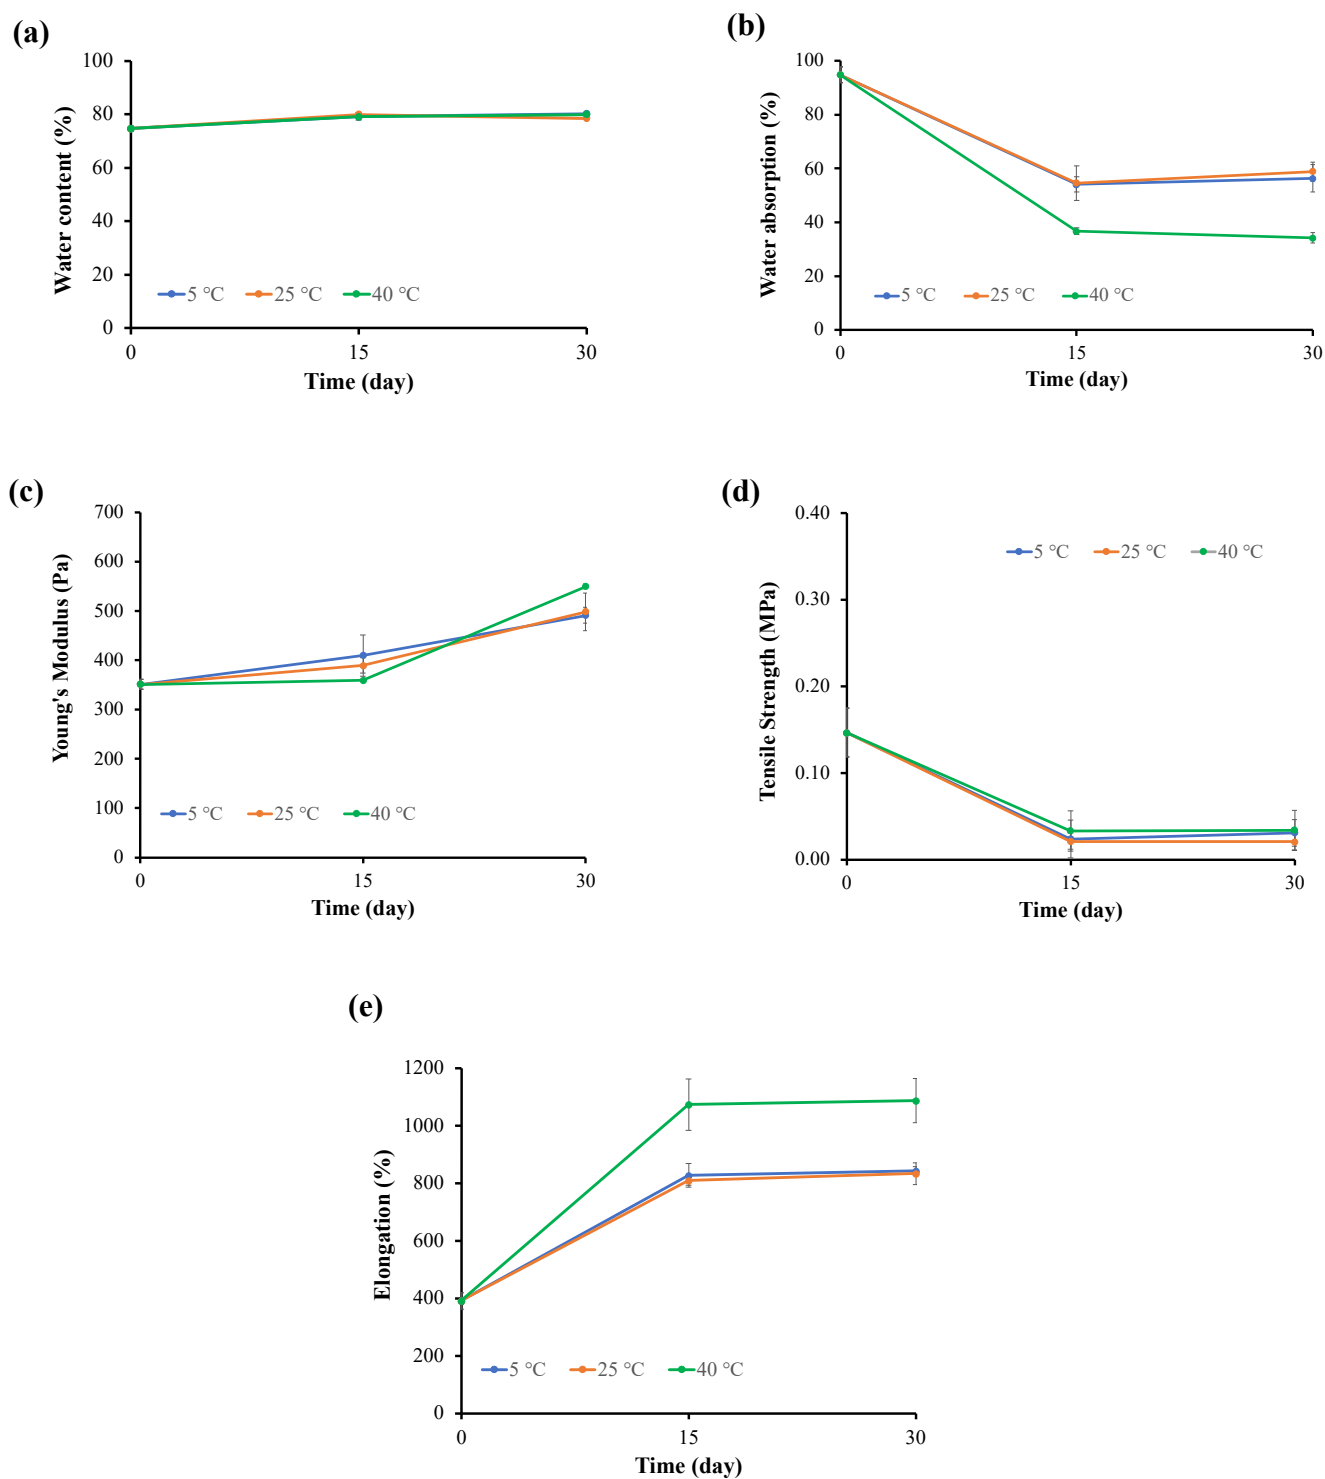 (a)
100
80
60
40
20
0
Water content (%)
5 °C 25 °C 40 °C
0 15 30
Time (day)
(b)
100
80
60
40
20
0
Water absorption (%)
5 °C 25 °C 40 °C
0 15 30
Time (day)
(c)
700
600
500
400
300
200
100
0
Young's Modulus (Pa)
5 °C 25 °C 40 °C
0 15 30
Time (day)
(d)
0.40
0.30
0.20
0.10
0.00
Tensile Strength (MPa)
5 °C 25 °C 40 °C
0 15 30
Time (day)
(e)
1200
1000
800
600
400
200
0
Elongation (%)
5 °C 25 °C 40 °C
0 15 30
Time (day)